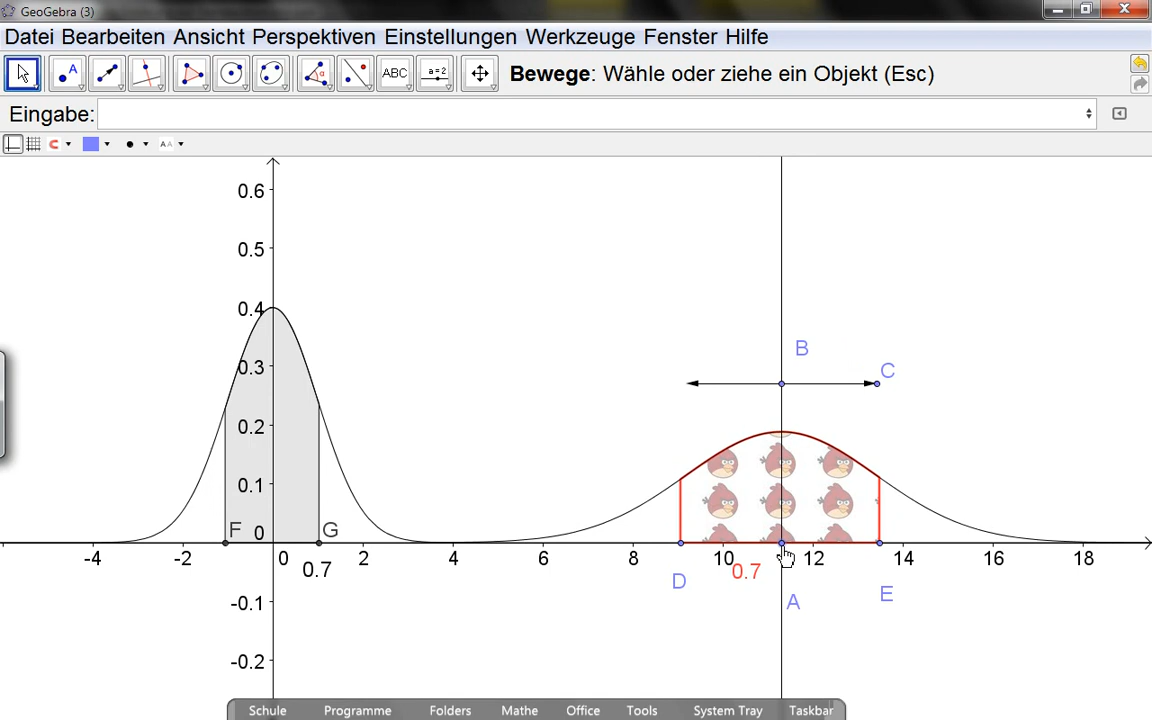 GeoGebra (3)
Datei Bearbeiten Ansicht Perspektiven Einstellungen Werkzeuge Fenster Hilfe
A ABC a=2 Bewege: Wähle oder ziehe ein Objekt (Esc)
Eingabe:
A A
0.6
0.5
0.4
0.3
0.2
0.1
0
-0.1
-0.2
B
C
F G
-4 -2 0 2 4 6 8 10 12 14 16 18
0.7 0.7
D A E
Schule Programme Folders Mathe Office Tools System Tray Taskbar